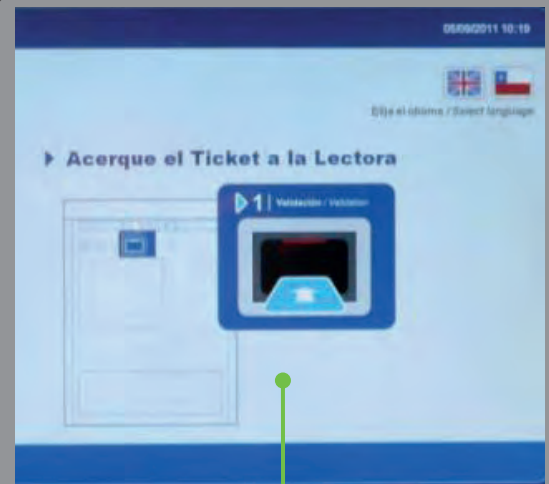 05/09/2011 10:19
Elija el idioma / Select language
Acerque el Ticket a la Lectora
1 | Validación / Validation